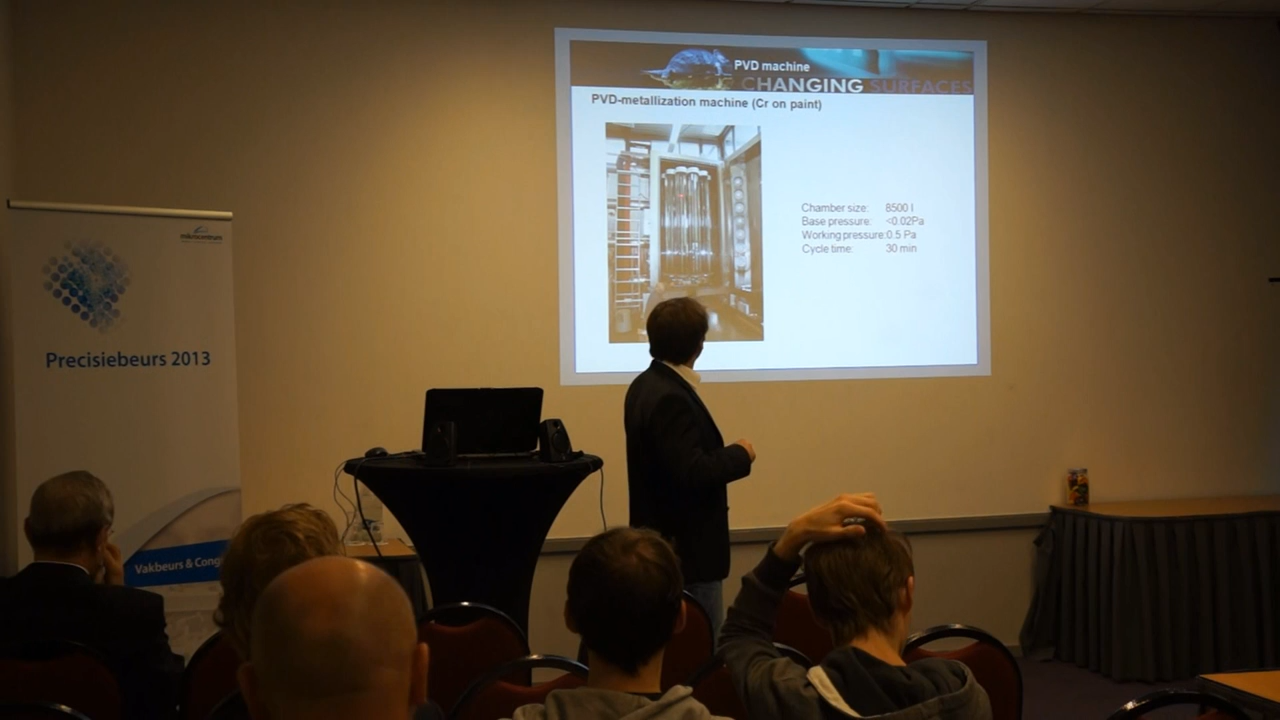 PVD machine
CHANGING SURFACES
PVD-metallization machine (Cr on paint)
Chamber size: 8500 l
Base pressure: <0.02Pa
Working pressure:0.5 Pa
Cycle time: 30 min
mikrocentrum
Precisiebeurs 2013
Vakbeurs & Cong